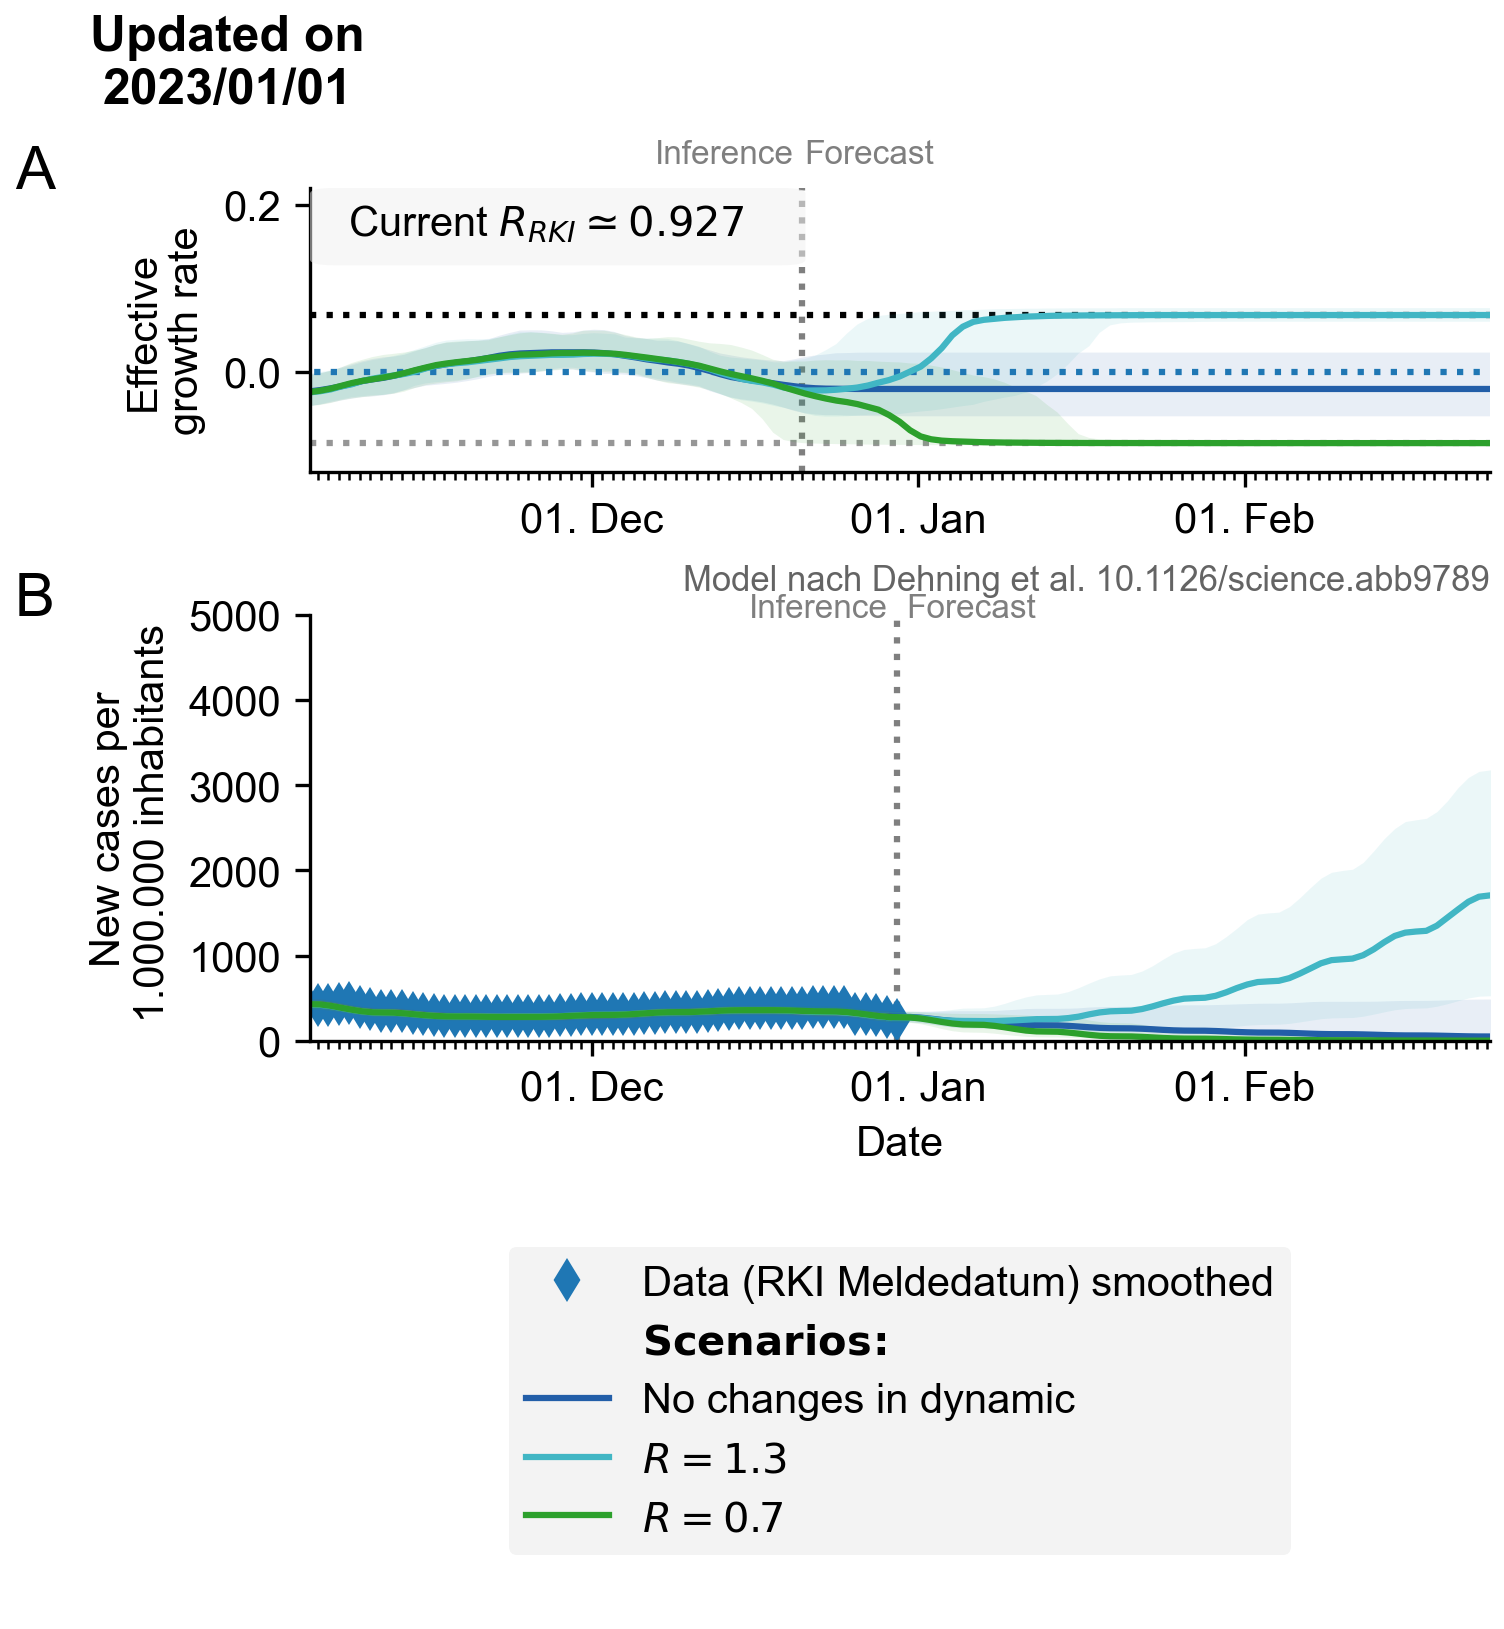 Updated on
2023/01/01
A
Inference Forecast
Current R_RKI ≃ 0.927
0.2
0.0
Effective
growth rate
01. Dec 01. Jan 01. Feb
B
Model nach Dehning et al. 10.1126/science.abb9789
Inference Forecast
5000
4000
3000
2000
1000
0
New cases per
1.000.000 inhabitants
01. Dec 01. Jan 01. Feb
Date
Data (RKI Meldedatum) smoothed
Scenarios:
No changes in dynamic
R = 1.3
R = 0.7